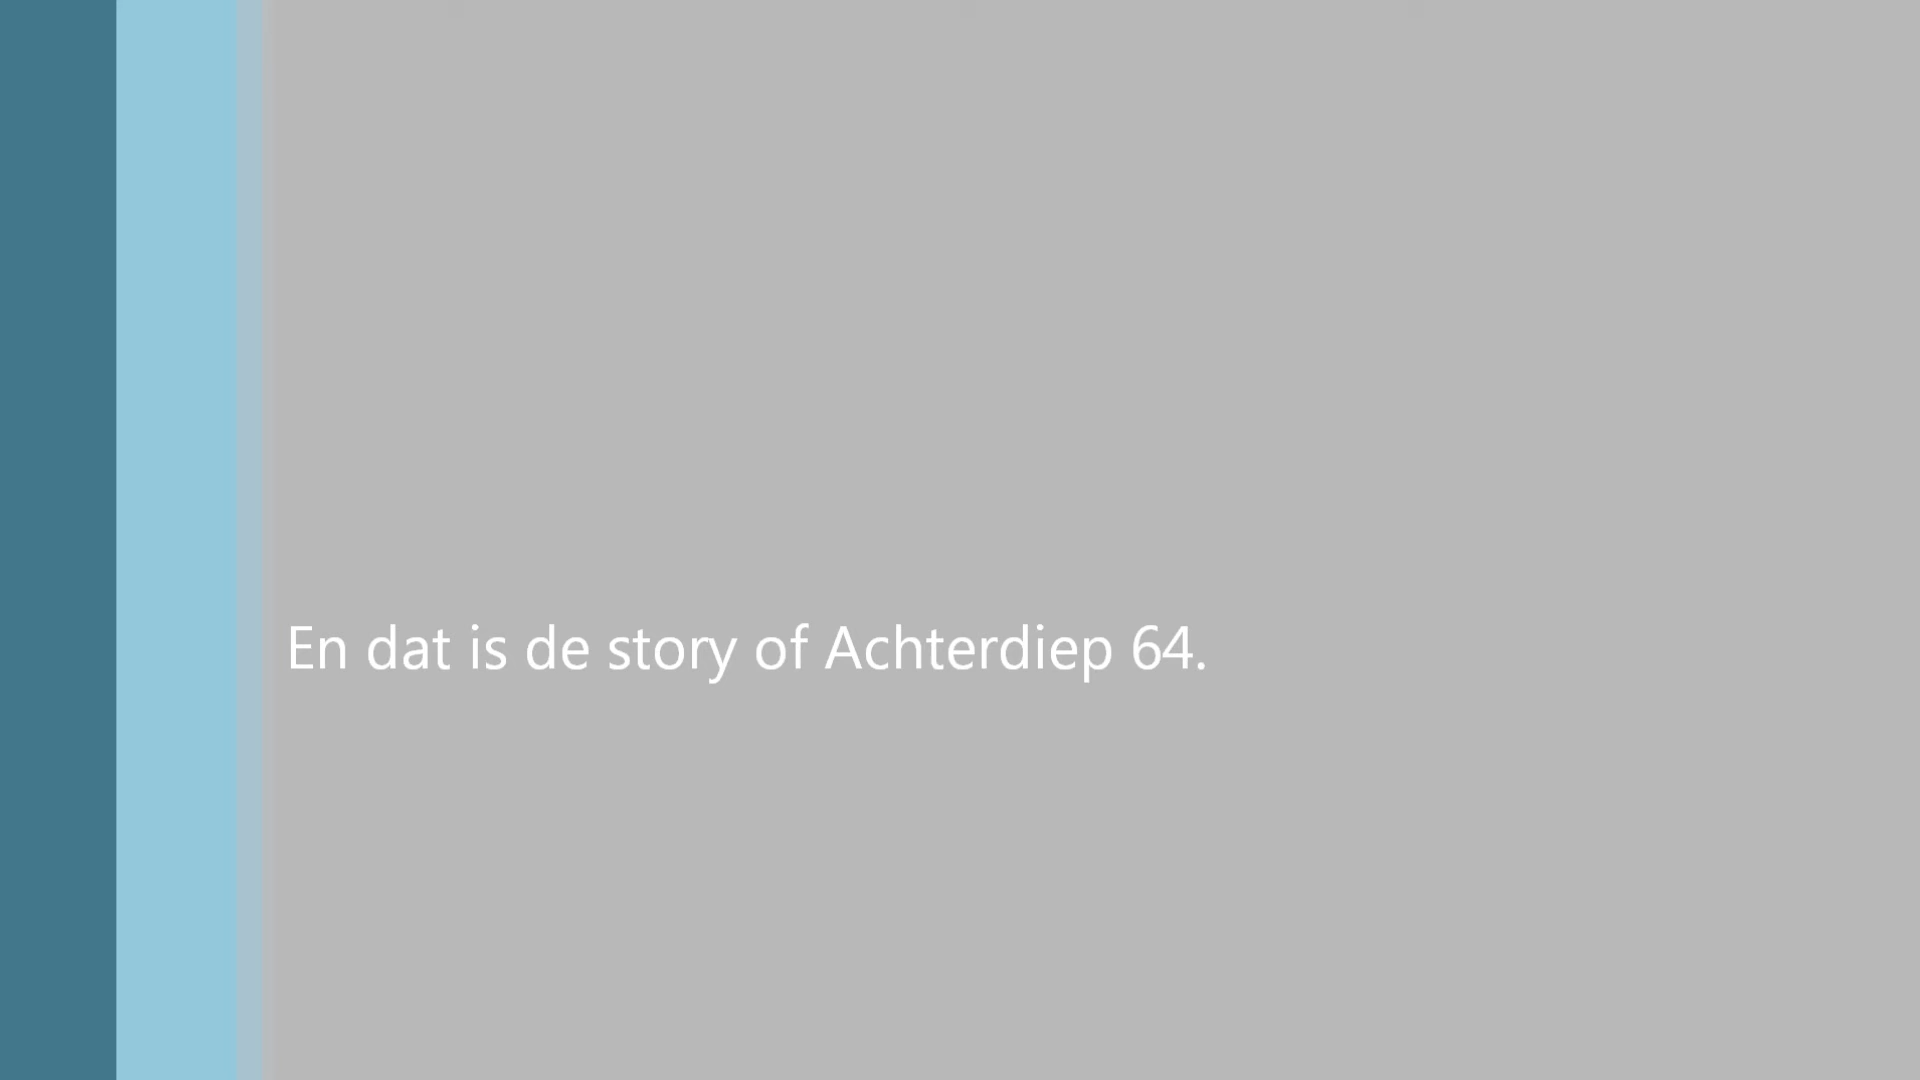 En dat is de story of Achterdiep 64.